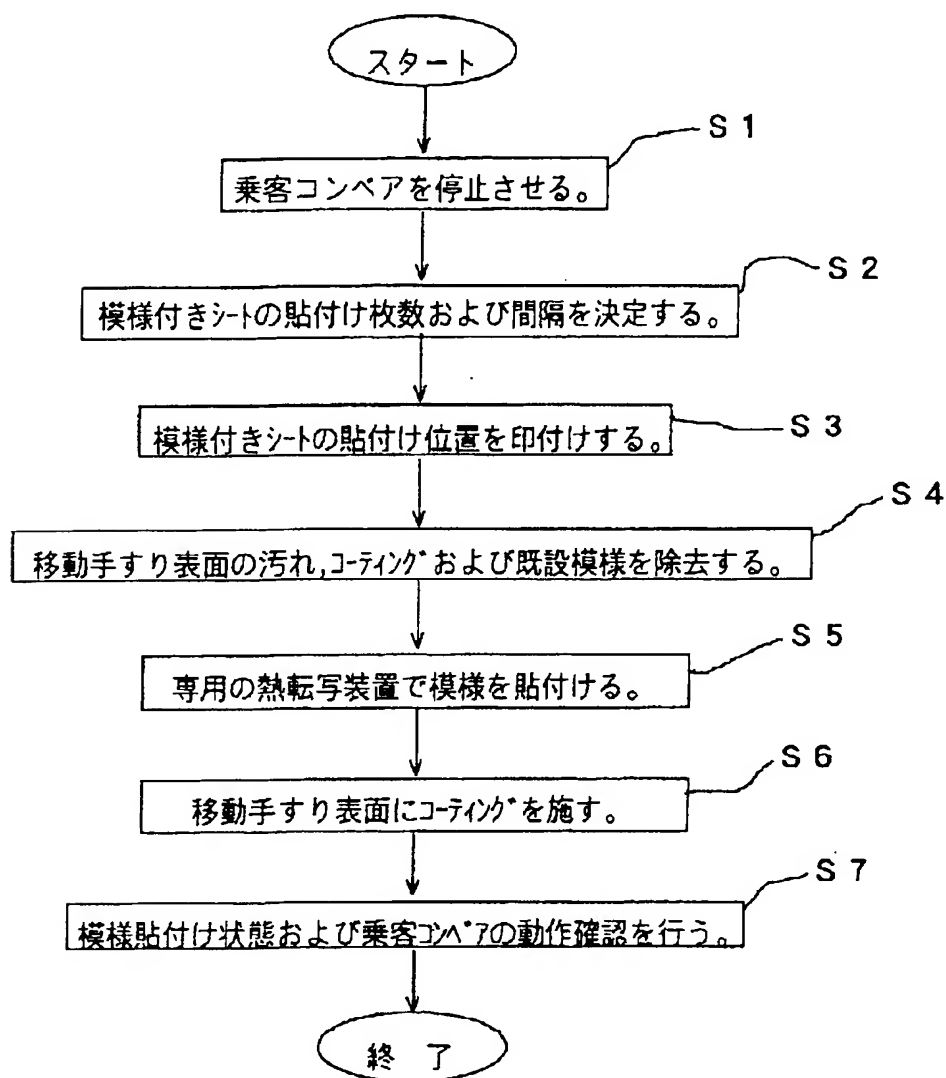 スタート
S 1
乗客コンベアを停止させる。
S 2
模様付きシートの貼付け枚数および間隔を決定する。
S 3
模様付きシートの貼付け位置を印付けする。
S 4
移動手すり表面の汚れ,コーティングおよび既設模様を除去する。
S 5
専用の熱転写装置で模様を貼付ける。
S 6
移動手すり表面にコーティングを施す。
S 7
模様貼付け状態および乗客コンベアの動作確認を行う。
終 了